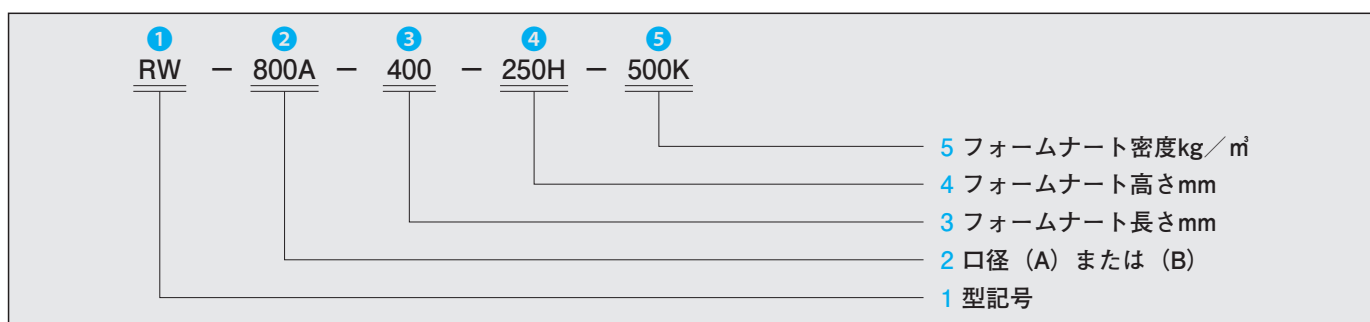 1 2 3 4 5
RW － 800A － 400 － 250H － 500K
5 フォームナート密度kg／㎥
4 フォームナート高さmm
3 フォームナート長さmm
2 口径（A）または（B）
1 型記号